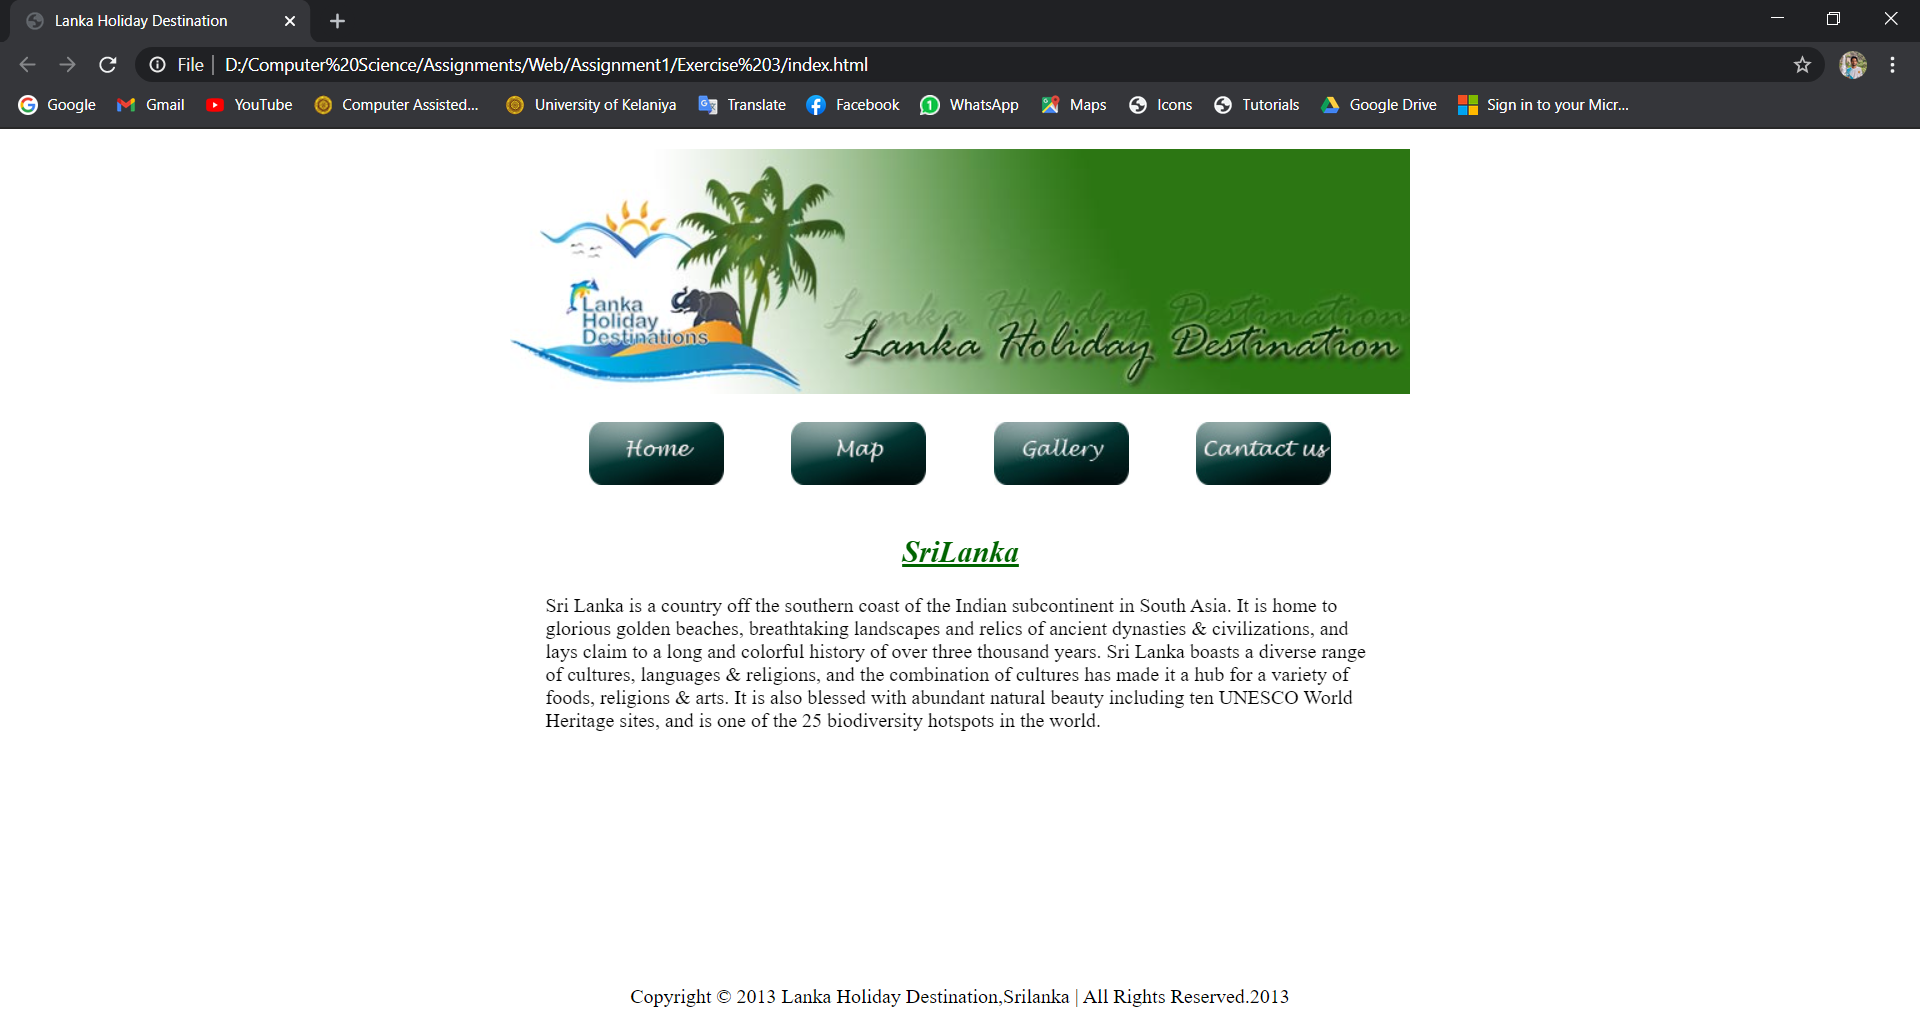 Lanka Holiday Destination
File | D:/Computer%20Science/Assignments/Web/Assignment1/Exercise%203/index.html
Google Gmail YouTube Computer Assisted... University of Kelaniya Translate Facebook 1 WhatsApp Maps Icons Tutorials Google Drive Sign in to your Micr...
Lanka
Holiday
Destinations
Lanka Holiday Destination
Lanka Holiday Destination
Home Map Gallery Cantact us
SriLanka
Sri Lanka is a country off the southern coast of the Indian subcontinent in South Asia. It is home to
glorious golden beaches, breathtaking landscapes and relics of ancient dynasties & civilizations, and
lays claim to a long and colorful history of over three thousand years. Sri Lanka boasts a diverse range
of cultures, languages & religions, and the combination of cultures has made it a hub for a variety of
foods, religions & arts. It is also blessed with abundant natural beauty including ten UNESCO World
Heritage sites, and is one of the 25 biodiversity hotspots in the world.
Copyright © 2013 Lanka Holiday Destination,Srilanka | All Rights Reserved.2013